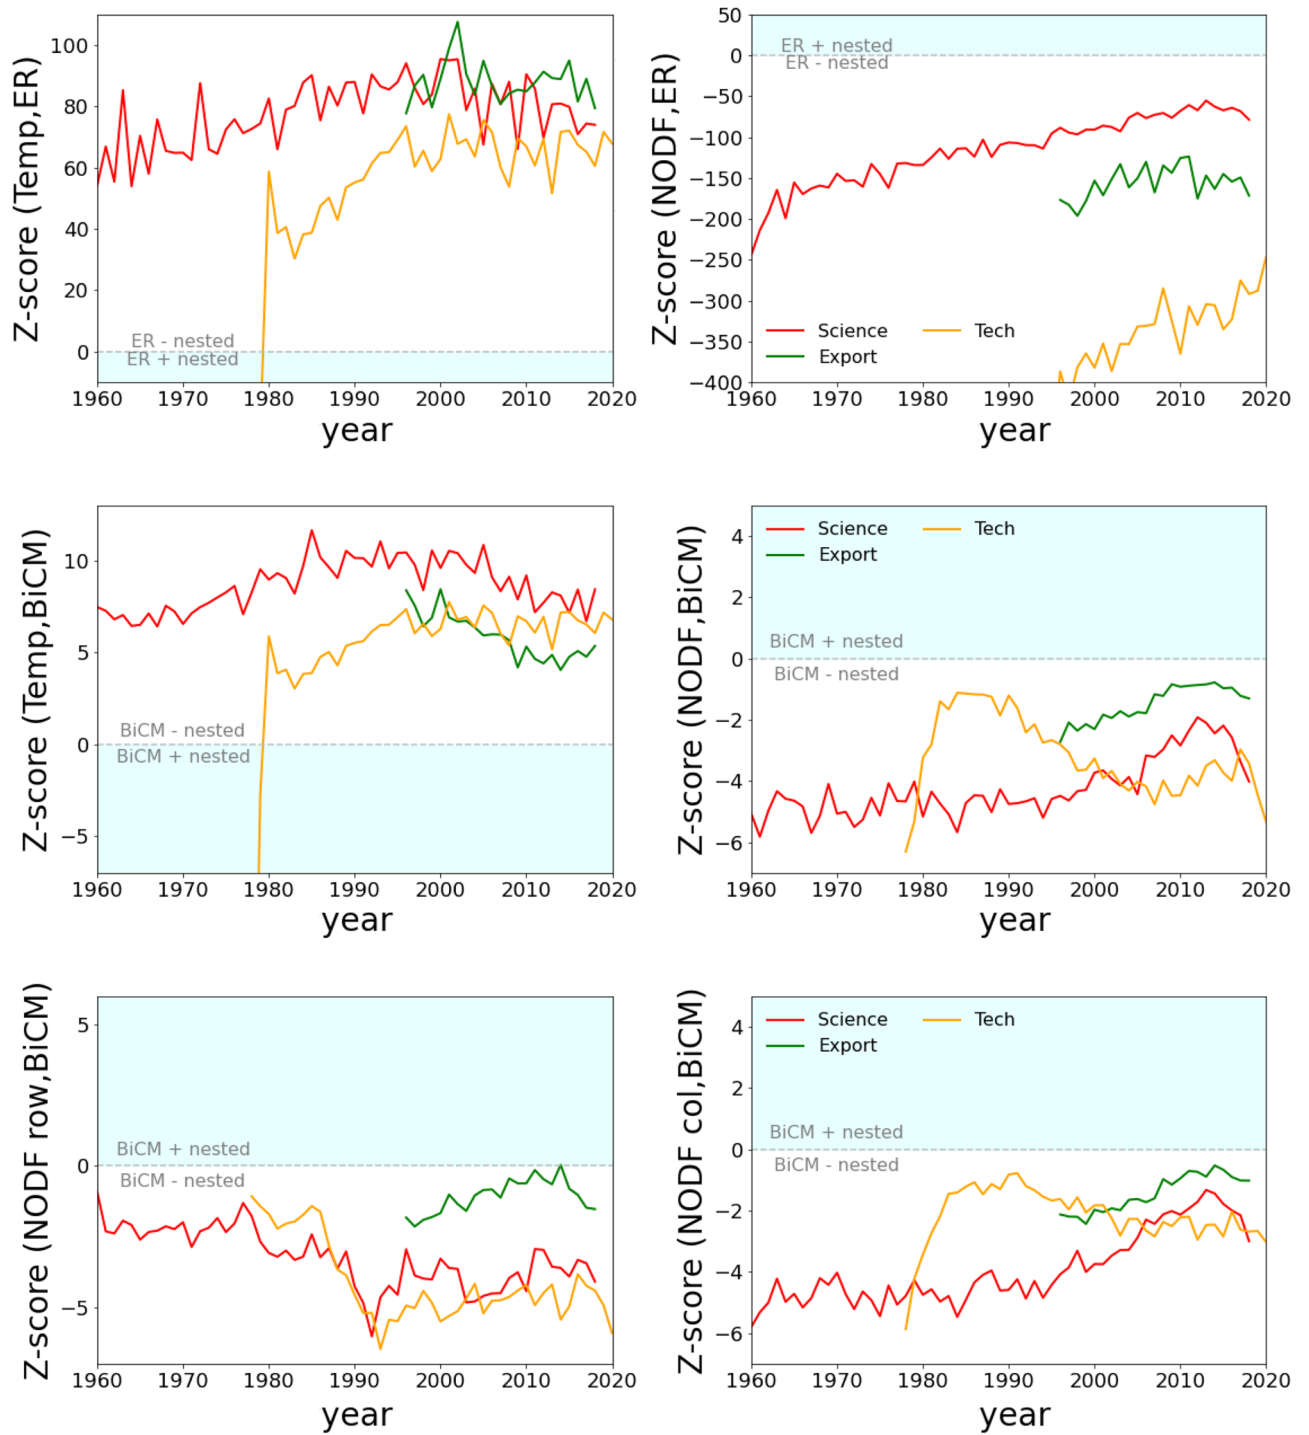 Z-score (Temp,ER)
100
80
60
40
20
0
ER - nested
ER + nested
1960 1970 1980 1990 2000 2010 2020
year
Z-score (NODF,ER)
50
0
−50
−100
−150
−200
−250
−300
−350
−400
ER + nested
ER - nested
Science Tech
Export
1960 1970 1980 1990 2000 2010 2020
year
Z-score (Temp,BiCM)
10
5
0
−5
BiCM - nested
BiCM + nested
1960 1970 1980 1990 2000 2010 2020
year
Z-score (NODF,BiCM)
4
2
0
−2
−4
−6
Science Tech
Export
BiCM + nested
BiCM - nested
1960 1970 1980 1990 2000 2010 2020
year
Z-score (NODF row,BiCM)
5
0
−5
BiCM + nested
BiCM - nested
1960 1970 1980 1990 2000 2010 2020
year
Z-score (NODF col,BiCM)
4
2
0
−2
−4
−6
Science Tech
Export
BiCM + nested
BiCM - nested
1960 1970 1980 1990 2000 2010 2020
year